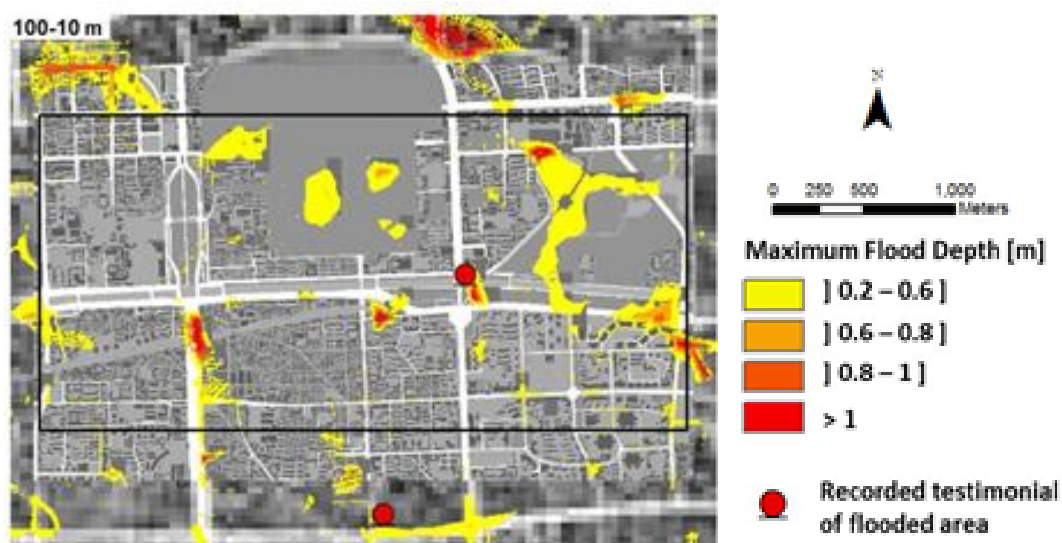 100-10 m
N
0 250 500 1,000
Meters
Maximum Flood Depth [m]
] 0.2 – 0.6 ]
] 0.6 – 0.8 ]
] 0.8 – 1 ]
> 1
Recorded testimonial
of flooded area